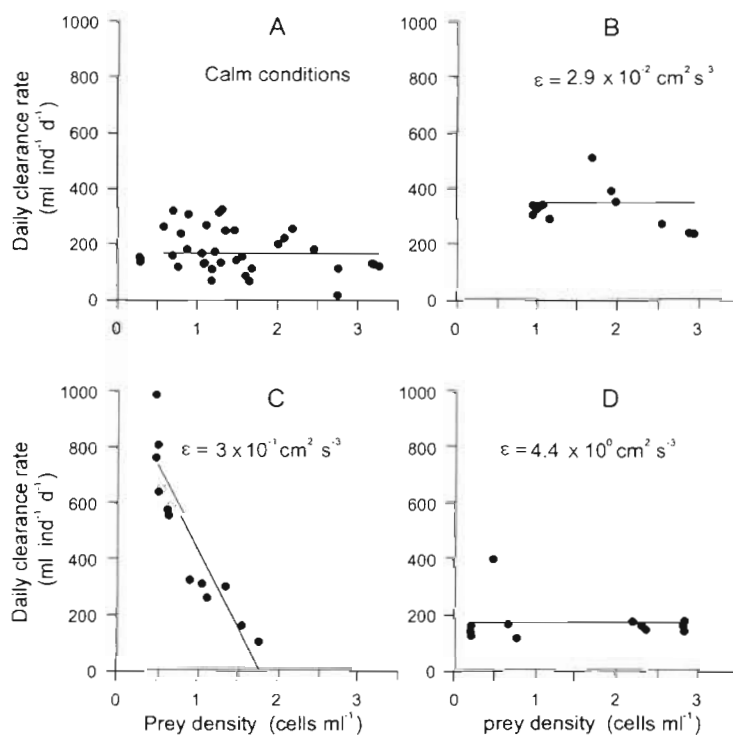 A
Calm conditions
Daily clearance rate
(ml ind⁻¹ d⁻¹)
1000
800
600
400
200
0
0 1 2 3
B
ε = 2.9 x 10⁻² cm² s³
1000
800
600
400
200
0
0 1 2 3
C
ε = 3 x 10⁻¹ cm² s⁻³
Daily clearance rate
(ml ind⁻¹ d⁻¹)
1000
800
600
400
200
0
0 1 2 3
Prey density (cells ml⁻¹)
D
ε = 4.4 x 10⁰ cm² s⁻³
1000
800
600
400
200
0
0 1 2 3
prey density (cells ml⁻¹)